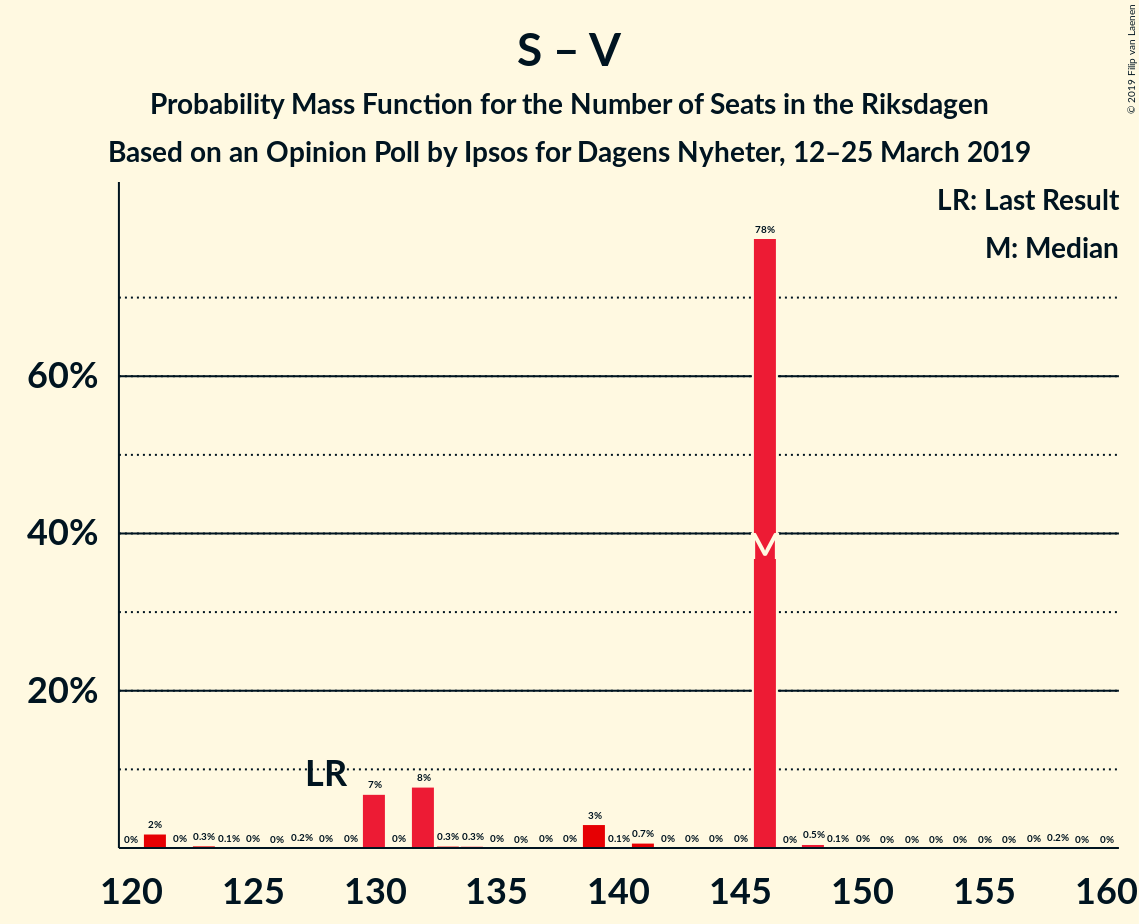 S – V
Probability Mass Function for the Number of Seats in the Riksdagen
Based on an Opinion Poll by Ipsos for Dagens Nyheter, 12–25 March 2019
© 2019 Filip van Laenen
LR: Last Result
M: Median
78%
60%
40%
M
20%
LR
0% 2% 0% 0.3% 0.1% 0% 0% 0.2% 0% 0% 7% 0% 8% 0.3% 0.3% 0% 0% 0% 0% 3% 0.1% 0.7% 0% 0% 0% 0% 0% 0.5% 0.1% 0% 0% 0% 0% 0% 0% 0% 0% 0.2% 0% 0%
120 125 130 135 140 145 150 155 160